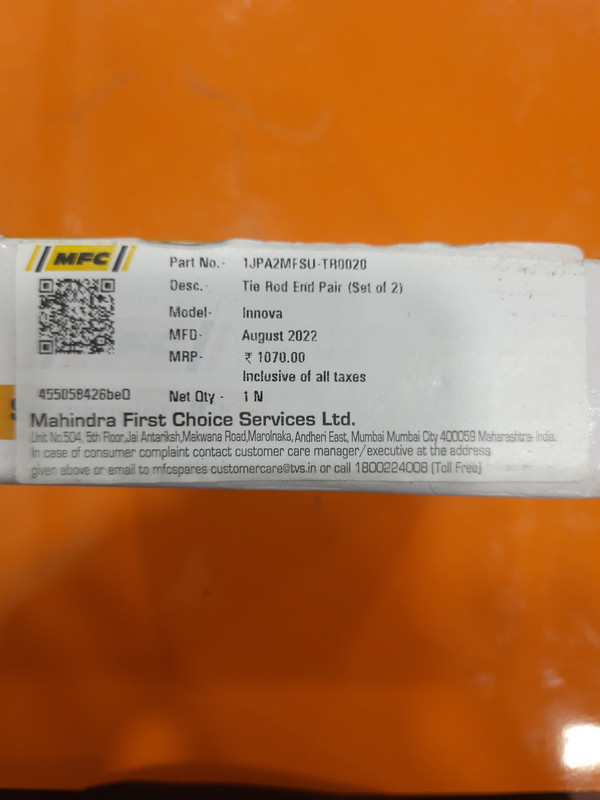 MFC
Part No.- 1JPA2MFSU-TR0020
Desc.- Tie Rod End Pair (Set of 2)
Model- Innova
MFD- August 2022
MRP- ₹ 1070.00
Inclusive of all taxes
455058426be0 Net Qty - 1 N
Mahindra First Choice Services Ltd.
Unit No.504, 5th Floor,Jai Antariksh,Makwana Road,Marolnaka,Andheri East, Mumbai Mumbai City 400059 Maharashtra- India.
In case of consumer complaint contact customer care manager/executive at the address
given above or email to mfcspares customercare@tvs.in or call 1800224008 (Toll Free)